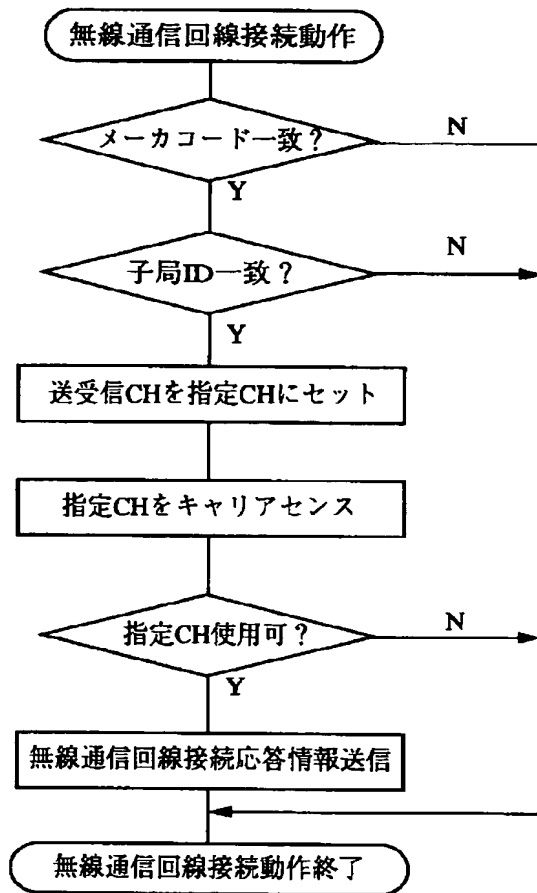 無線通信回線接続動作
メーカコード一致？
N
Y
子局ID一致？
N
Y
送受信CHを指定CHにセット
指定CHをキャリアセンス
指定CH使用可？
N
Y
無線通信回線接続応答情報送信
無線通信回線接続動作終了